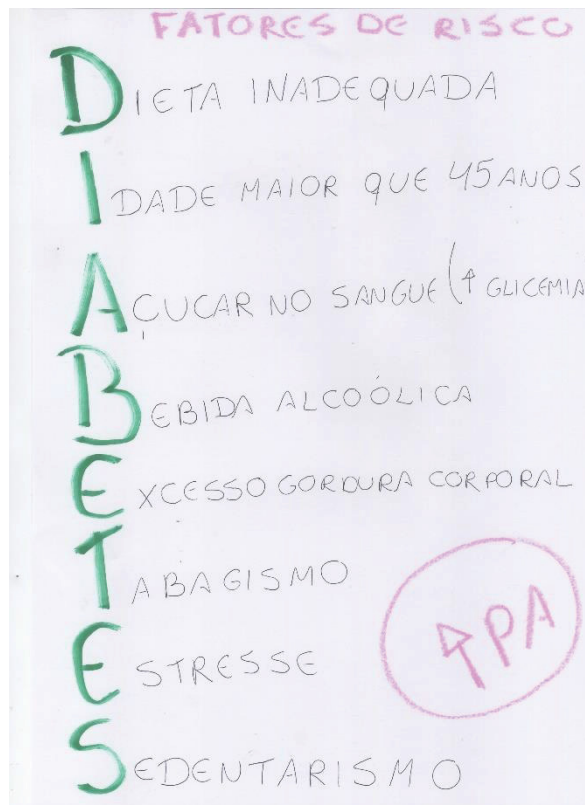 FATORES DE RISCO
DIETA INADEQUADA
IDADE MAIOR QUE 45 ANOS
AÇUCAR NO SANGUE (↑ GLICEMIA
BEBIDA ALCOÓLICA
EXCESSO GORDURA CORPORAL
TABAGISMO
↑PA
ESTRESSE
SEDENTARISMO